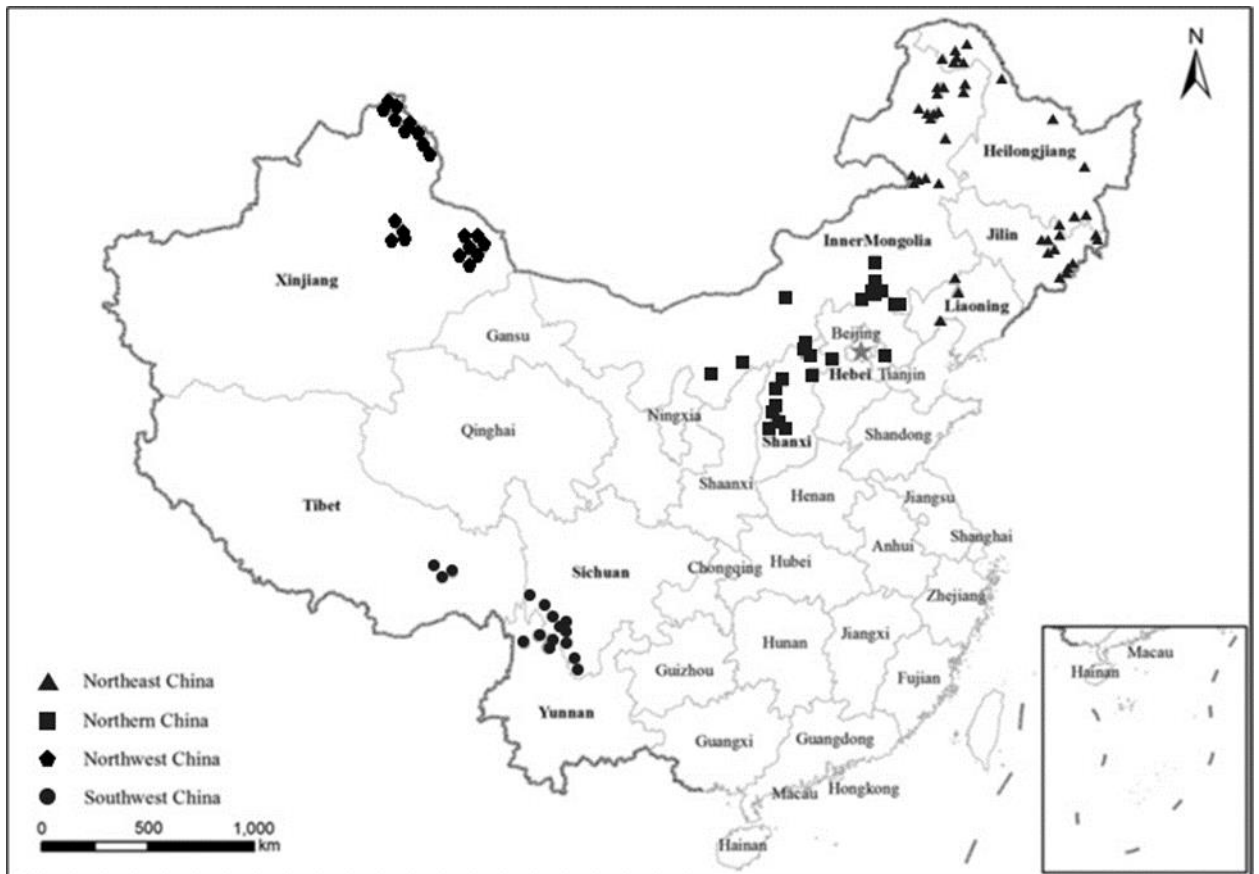 N
Heilongjiang
Jilin
InnerMongolia
Xinjiang
Liaoning
Gansu
Beijing
Hebei Tianjin
Ningxia
Qinghai
Shandong
Shanxi
Shaanxi
Henan
Jiangsu
Tibet
Shanghai
Anhui
Sichuan
Chongqing
Hubei
Zhejiang
Hunan
Jiangxi
Guizhou
Fujian
Yunnan
Guangxi
Guangdong
Macau
Hongkong
Hainan
Macau
Hainan
Northeast China
Northern China
Northwest China
Southwest China
0 500 1,000
km